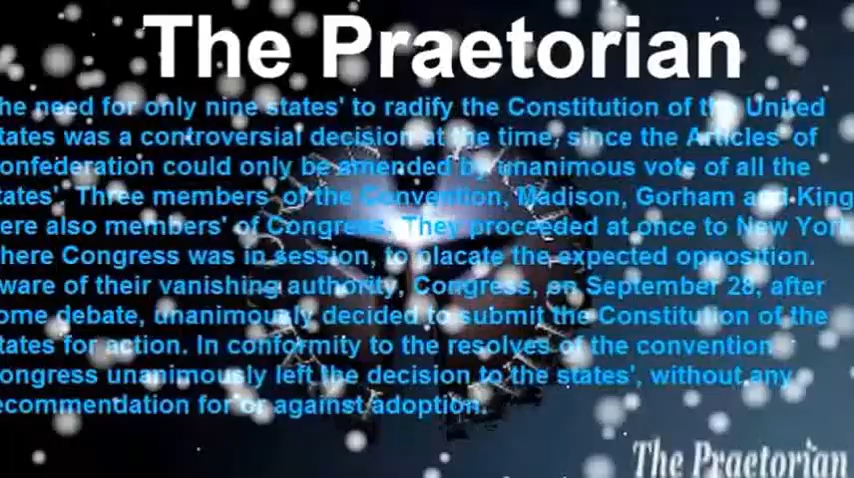 The Praetorian
he need for only nine states' to radify the Constitution of the United
tates was a controversial decision at the time, since the Articles' of
onfederation could only be amended by unanimous vote of all the
tates'. Three members' of the Convention, Madison, Gorham and King
ere also members' of Congress. They proceeded at once to New York
here Congress was in session, to placate the expected opposition.
ware of their vanishing authority, Congress, on September 28, after
ome debate, unanimously decided to submit the Constitution of the
tates for action. In conformity to the resolves of the convention
ongress unanimously left the decision to the states', without any
ecommendation for or against adoption.
The Praetorian